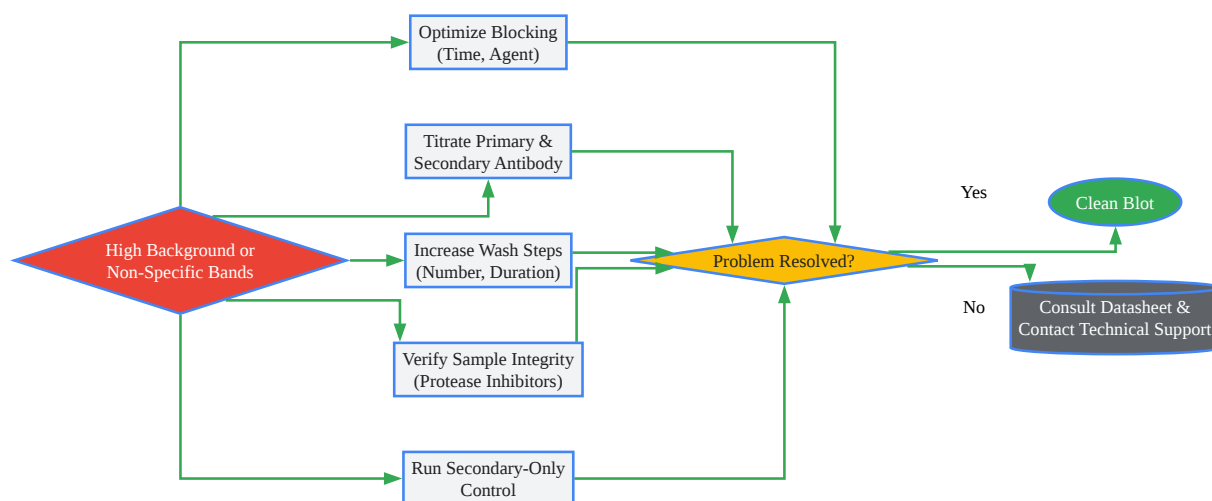 Optimize Blocking
(Time, Agent)
Titrate Primary &
Secondary Antibody
High Background or
Non-Specific Bands
Increase Wash Steps
(Number, Duration)
Verify Sample Integrity
(Protease Inhibitors)
Run Secondary-Only
Control
Problem Resolved?
Yes
Clean Blot
No
Consult Datasheet &
Contact Technical Support